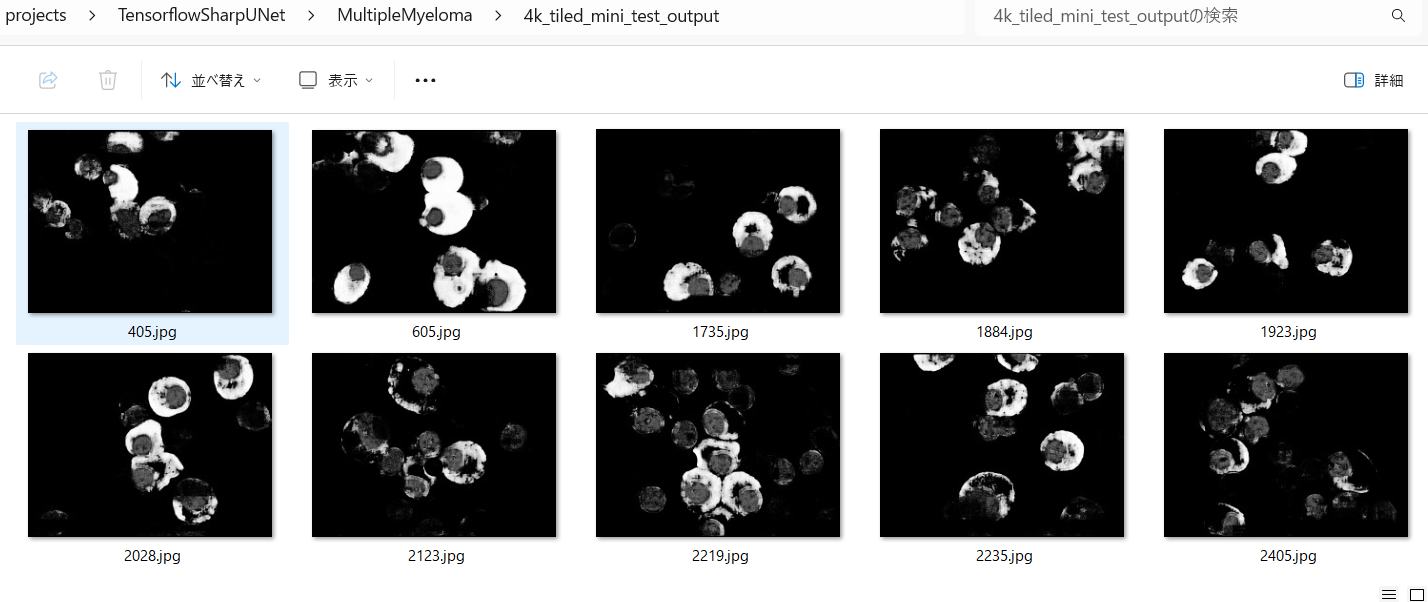 projects > TensorflowSharpUNet > MultipleMyeloma > 4k_tiled_mini_test_output
4k_tiled_mini_test_outputの検索
並べ替え
表示
詳細
405.jpg
605.jpg
1735.jpg
1884.jpg
1923.jpg
2028.jpg
2123.jpg
2219.jpg
2235.jpg
2405.jpg